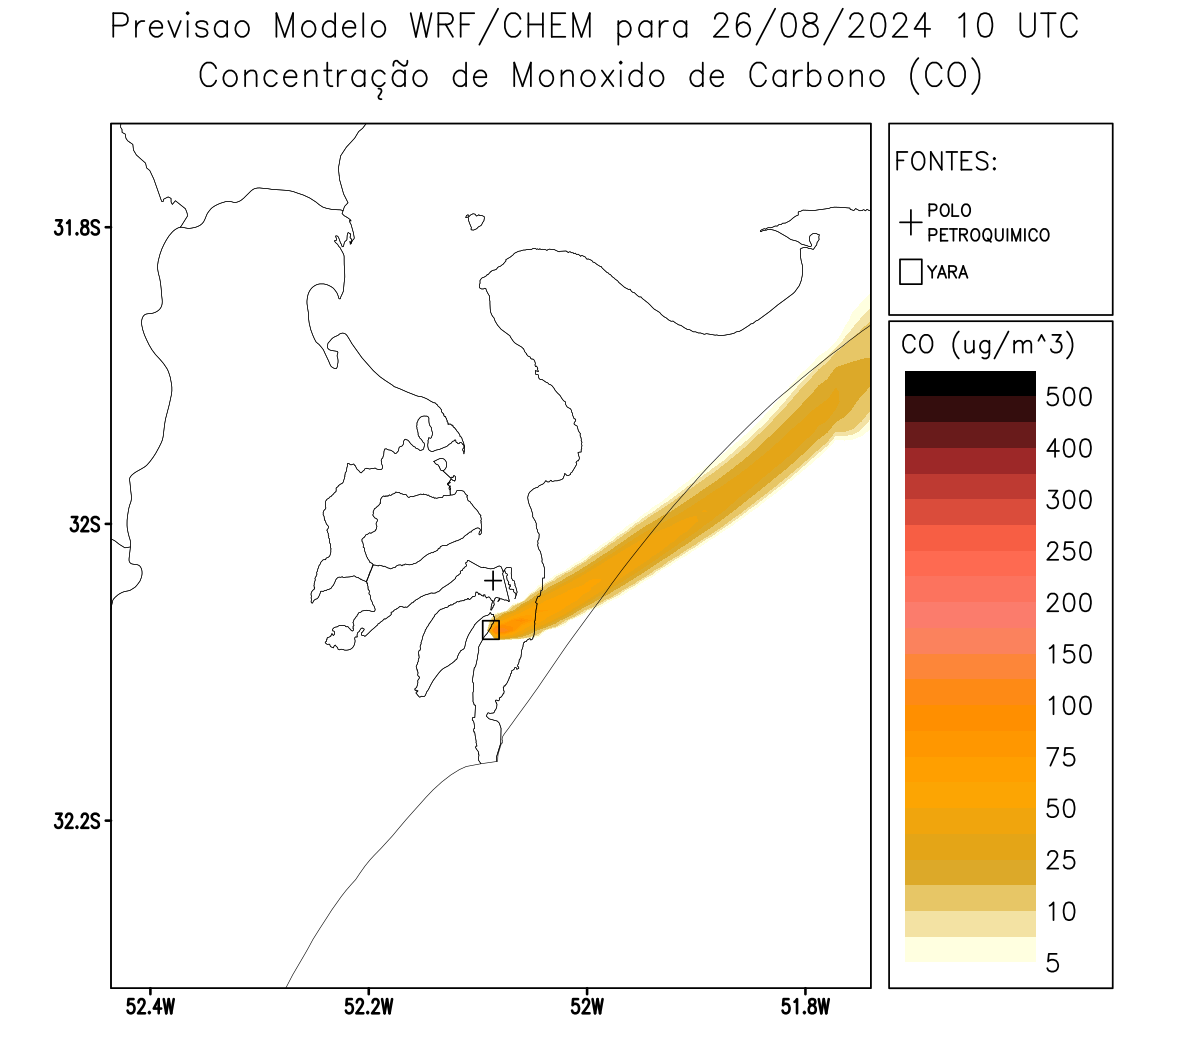 Previsao Modelo WRF/CHEM para 26/08/2024 10 UTC
Concentração de Monoxido de Carbono (CO)
FONTES:
POLO
PETROQUIMICO
YARA
CO (ug/m^3)
500
400
300
250
200
150
100
75
50
25
10
5
31.8S
32S
32.2S
52.4W
52.2W
52W
51.8W